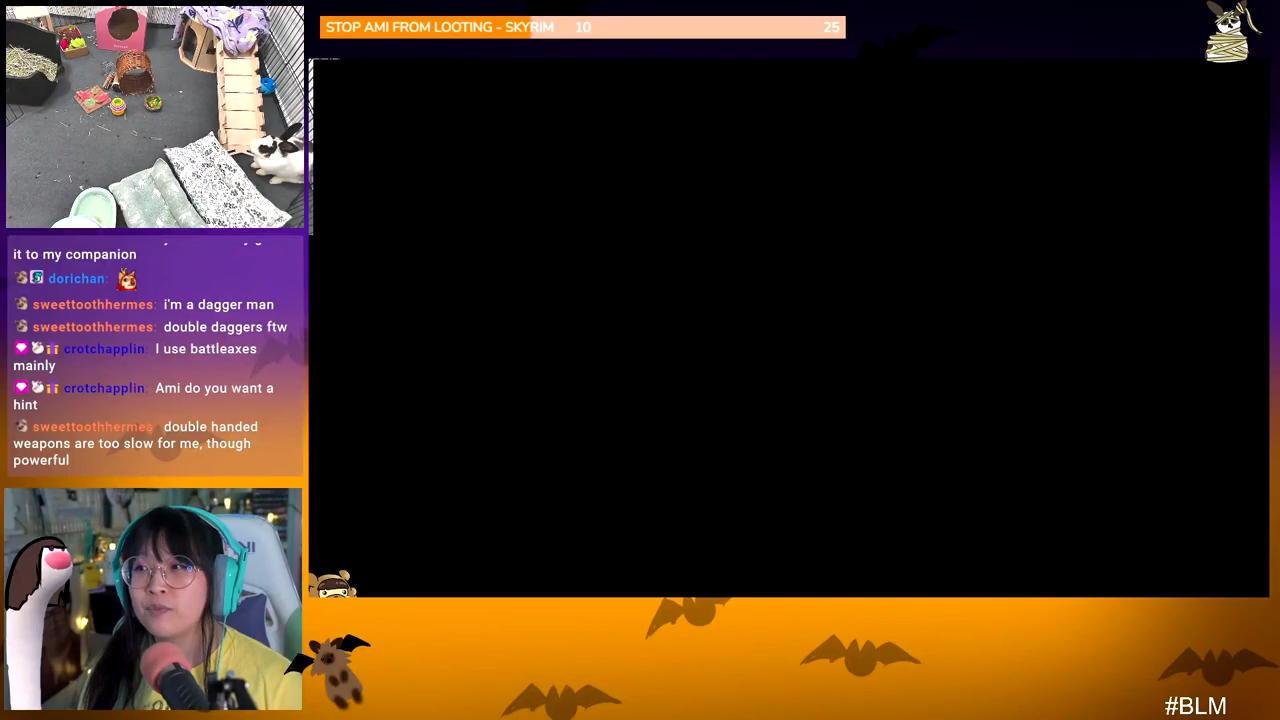 STOP AMI FROM LOOTING - SKYRIM 10 25
it to my companion
dorichan:
sweettoothhermes: i'm a dagger man
sweettoothhermes: double daggers ftw
crotchapplin: I use battleaxes
mainly
crotchapplin: Ami do you want a
hint
sweettoothhermes: double handed
weapons are too slow for me, though
powerful
#BLM